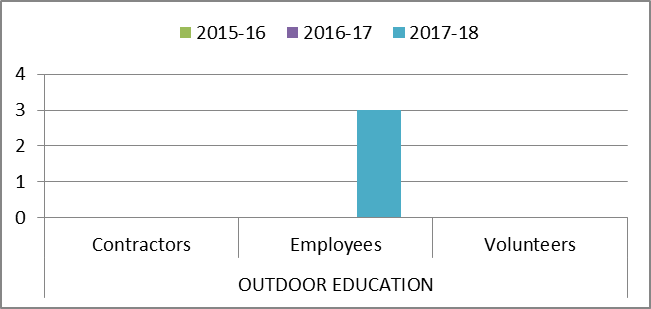 2015-16 2016-17 2017-18
4
3
2
1
0
Contractors Employees Volunteers
OUTDOOR EDUCATION